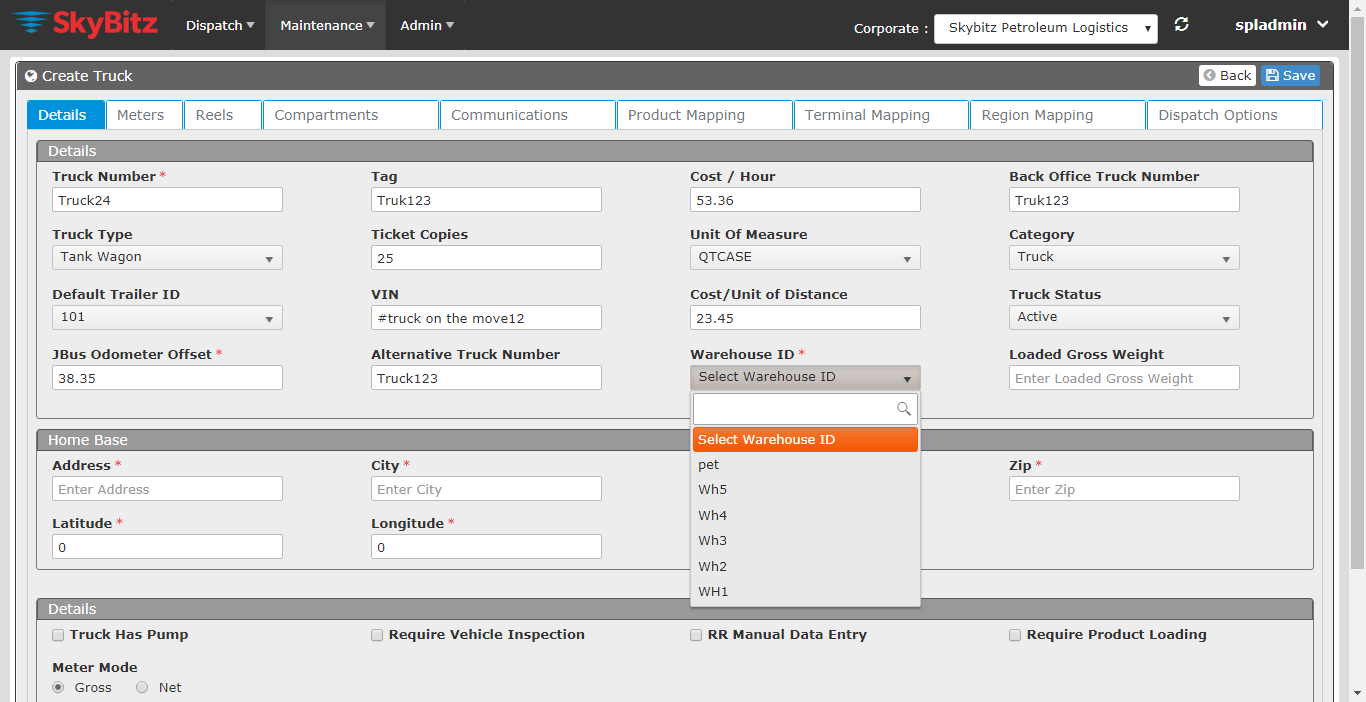 SkyBitz Dispatch Maintenance Admin Corporate : Skybitz Petroleum Logistics spladmin
Create Truck Back Save
Details Meters Reels Compartments Communications Product Mapping Terminal Mapping Region Mapping Dispatch Options
Details
Truck Number * Tag Cost / Hour Back Office Truck Number
Truck24 Truk123 53.36 Truk123
Truck Type Ticket Copies Unit Of Measure Category
Tank Wagon 25 QTCASE Truck
Default Trailer ID VIN Cost/Unit of Distance Truck Status
101 #truck on the move12 23.45 Active
JBus Odometer Offset * Alternative Truck Number Warehouse ID * Loaded Gross Weight
38.35 Truck123 Select Warehouse ID Enter Loaded Gross Weight
Select Warehouse ID
pet
Wh5
Wh4
Wh3
Wh2
WH1
Home Base
Address * City * Zip *
Enter Address Enter City Enter Zip
Latitude * Longitude *
0 0
Details
Truck Has Pump Require Vehicle Inspection RR Manual Data Entry Require Product Loading
Meter Mode
Gross Net